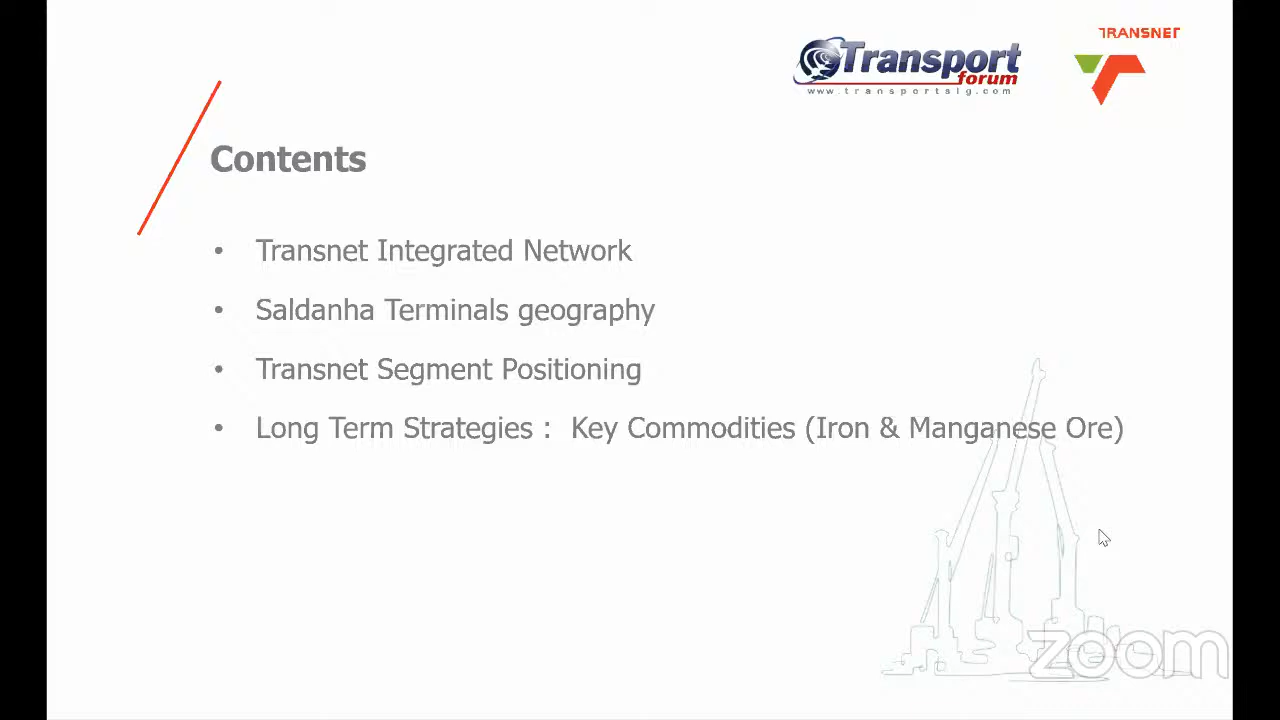 Transport
forum
www.transportsig.com
TRANSNET
Contents
• Transnet Integrated Network
• Saldanha Terminals geography
• Transnet Segment Positioning
• Long Term Strategies : Key Commodities (Iron & Manganese Ore)
zoom